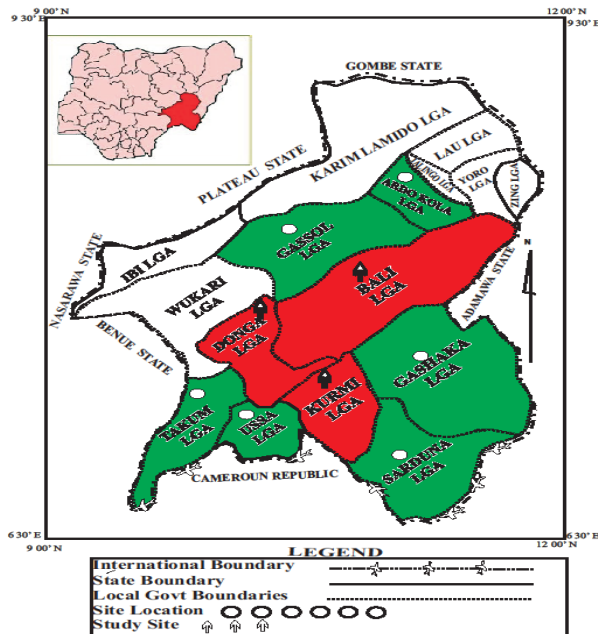 9 00'N
12 00'N
9 30' E
9 30' E
GOMBE STATE
PLATEAU STATE
KARIM LAMIDO LGA
LAU LGA
JALINGO LGA
YORO LGA
ZING LGA
ARDO KOLA LGA
GASSOL LGA
NASARAWA STATE
IBI LGA
WUKARI LGA
BALI LGA
N
ADAMAWA STATE
BENUE STATE
DONGA LGA
GASHAKA LGA
KURMI LGA
TAKUM LGA
USSA LGA
SARDUNA LGA
CAMEROUN REPUBLIC
6 30' E
6 30' E
9 00'N
12 00'N
LEGEND
International Boundary
State Boundary
Local Govt Boundaries
Site Location
Study Site